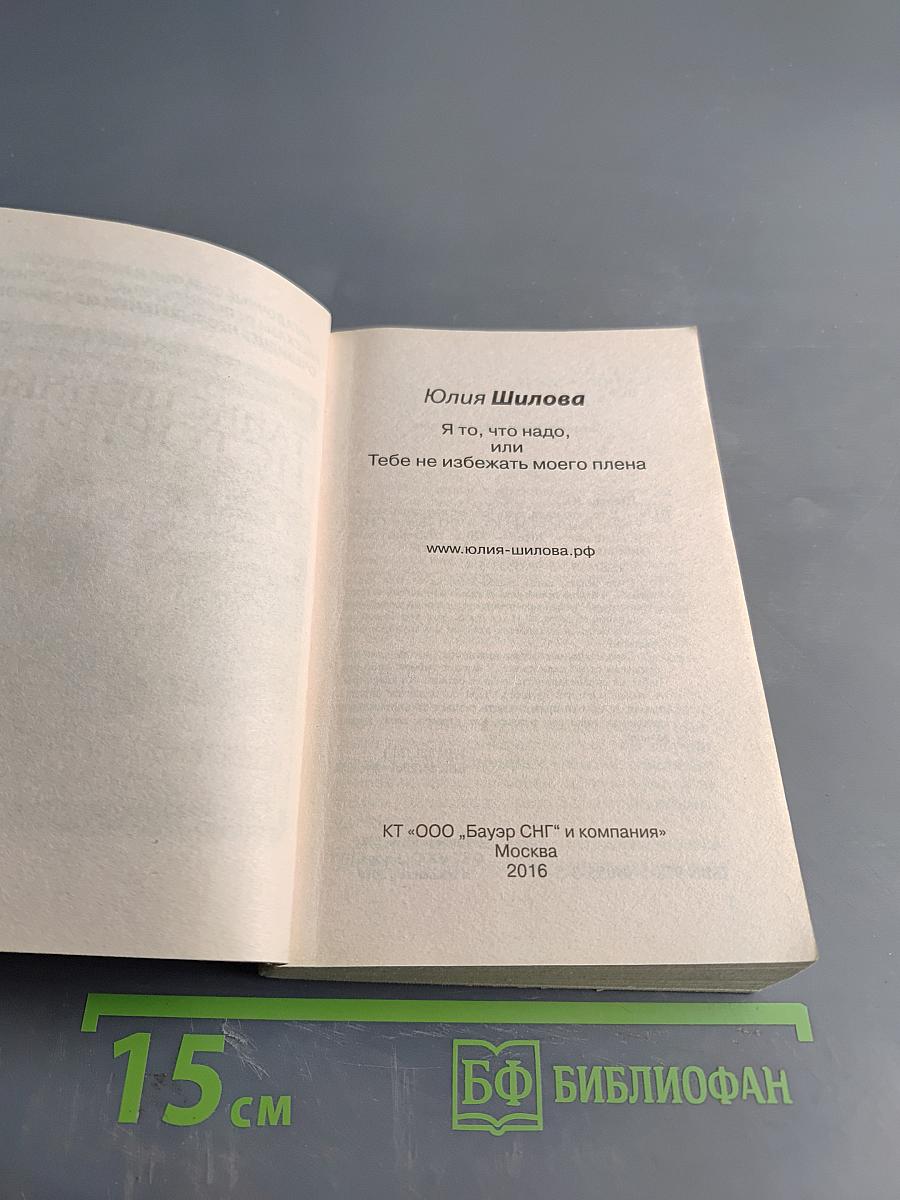 Юлия Шилова
Я то, что надо,
или
Тебе не избежать моего плена
www.юлия-шилова.рф
КТ «ООО „Бауэр СНГ“ и компания»
Москва
2016
15 см
БФ БИБЛИОФАН